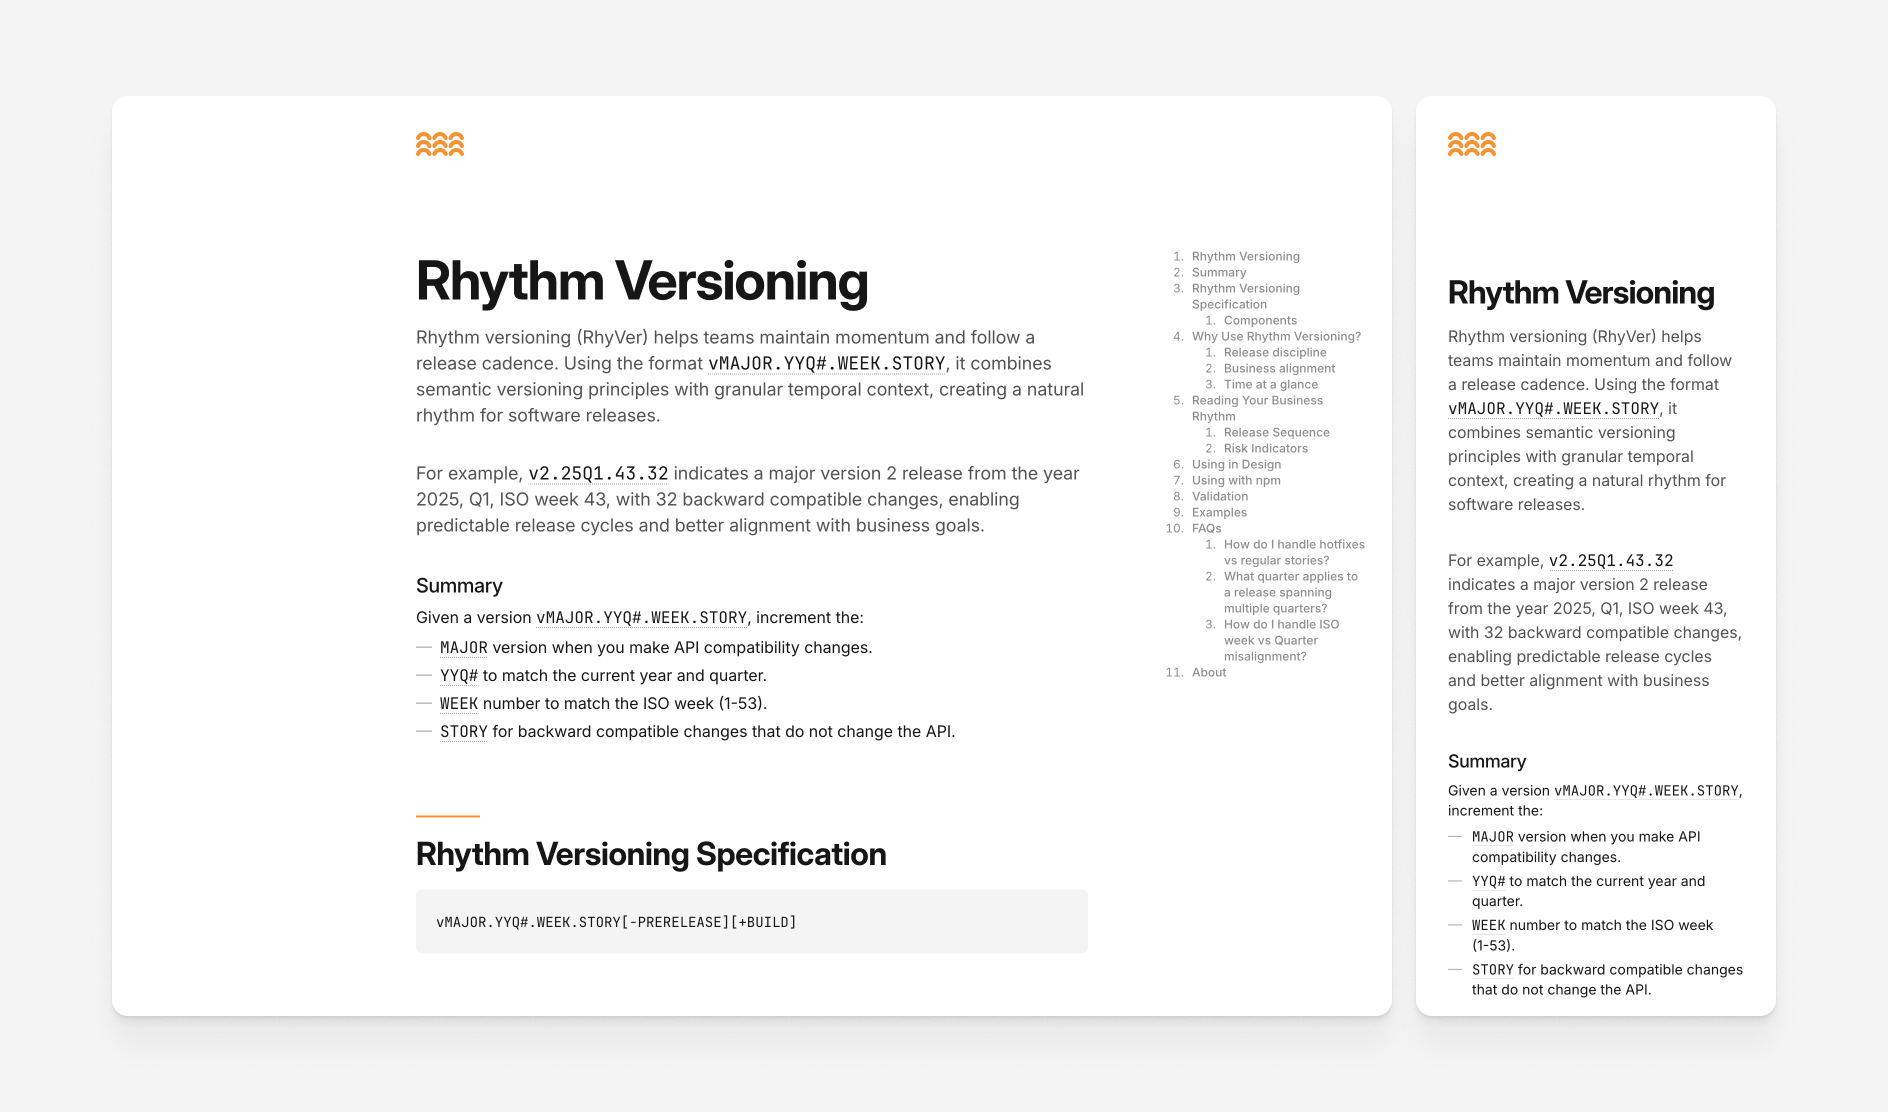 Rhythm Versioning
Rhythm versioning (RhyVer) helps teams maintain momentum and follow a
release cadence. Using the format vMAJOR.YYQ#.WEEK.STORY, it combines
semantic versioning principles with granular temporal context, creating a natural
rhythm for software releases.
For example, v2.25Q1.43.32 indicates a major version 2 release from the year
2025, Q1, ISO week 43, with 32 backward compatible changes, enabling
predictable release cycles and better alignment with business goals.
Summary
Given a version vMAJOR.YYQ#.WEEK.STORY, increment the:
— MAJOR version when you make API compatibility changes.
— YYQ# to match the current year and quarter.
— WEEK number to match the ISO week (1-53).
— STORY for backward compatible changes that do not change the API.
Rhythm Versioning Specification
vMAJOR.YYQ#.WEEK.STORY[-PRERELEASE][+BUILD]
1. Rhythm Versioning
2. Summary
3. Rhythm Versioning
Specification
1. Components
4. Why Use Rhythm Versioning?
1. Release discipline
2. Business alignment
3. Time at a glance
5. Reading Your Business
Rhythm
1. Release Sequence
2. Risk Indicators
6. Using in Design
7. Using with npm
8. Validation
9. Examples
10. FAQs
1. How do I handle hotfixes
vs regular stories?
2. What quarter applies to
a release spanning
multiple quarters?
3. How do I handle ISO
week vs Quarter
misalignment?
11. About
Rhythm Versioning
Rhythm versioning (RhyVer) helps
teams maintain momentum and follow
a release cadence. Using the format
vMAJOR.YYQ#.WEEK.STORY, it
combines semantic versioning
principles with granular temporal
context, creating a natural rhythm for
software releases.
For example, v2.25Q1.43.32
indicates a major version 2 release
from the year 2025, Q1, ISO week 43,
with 32 backward compatible changes,
enabling predictable release cycles
and better alignment with business
goals.
Summary
Given a version vMAJOR.YYQ#.WEEK.STORY,
increment the:
— MAJOR version when you make API
compatibility changes.
— YYQ# to match the current year and
quarter.
— WEEK number to match the ISO week
(1-53).
— STORY for backward compatible changes
that do not change the API.